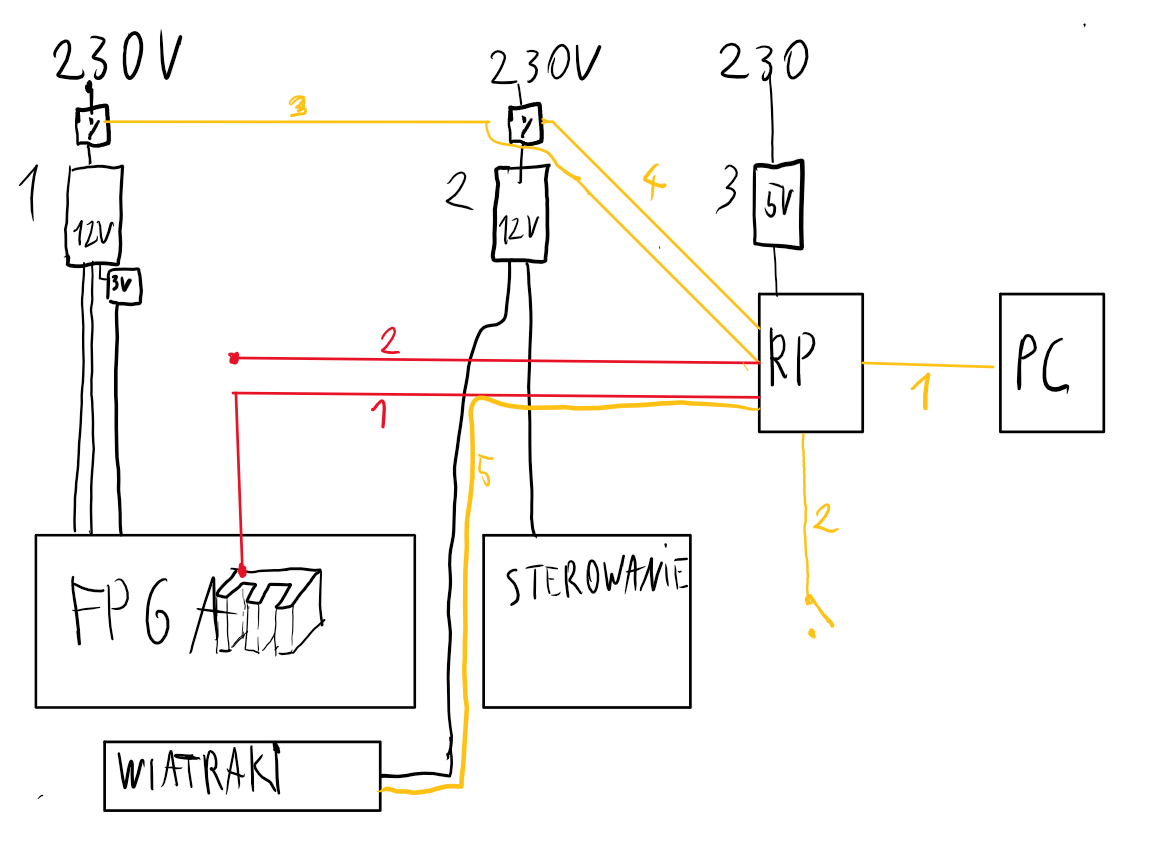 230V
230V
230
3
1
12V
3V
2
12V
4
3
5V
2
1
RP
1
PC
5
2
FPGA
STEROWANiE
WIATRAKI